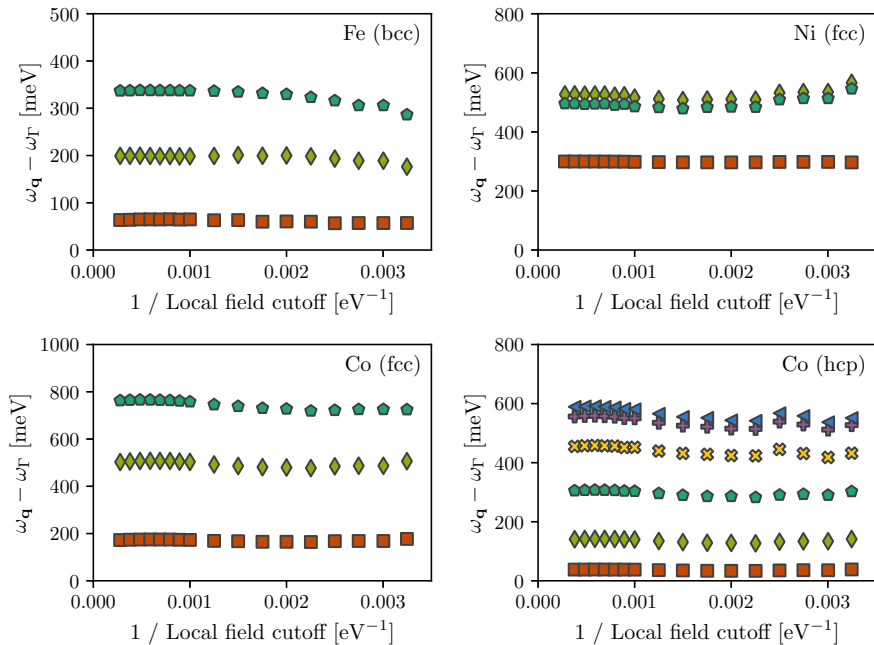 Fe (bcc)
500
400
300
200
100
0
ω_q − ω_Γ [meV]
0.000 0.001 0.002 0.003
1 / Local field cutoff [eV⁻¹]
Ni (fcc)
800
600
400
200
0
ω_q − ω_Γ [meV]
0.000 0.001 0.002 0.003
1 / Local field cutoff [eV⁻¹]
Co (fcc)
1000
800
600
400
200
0
ω_q − ω_Γ [meV]
0.000 0.001 0.002 0.003
1 / Local field cutoff [eV⁻¹]
Co (hcp)
800
600
400
200
0
ω_q − ω_Γ [meV]
0.000 0.001 0.002 0.003
1 / Local field cutoff [eV⁻¹]